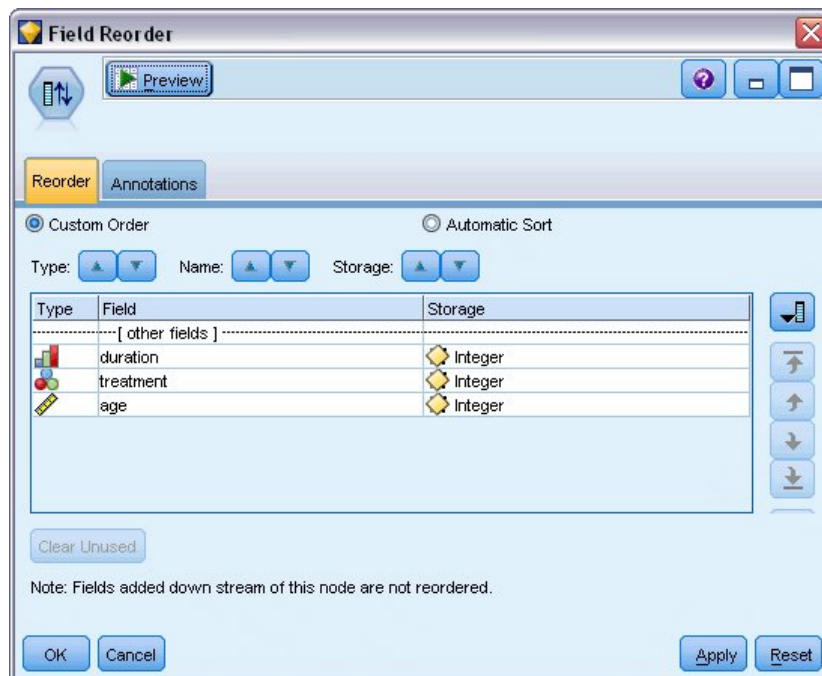 Field Reorder
Preview
Reorder Annotations
Custom Order Automatic Sort
Type: Name: Storage:
Type Field Storage
[ other fields ]
duration Integer
treatment Integer
age Integer
Clear Unused
Note: Fields added down stream of this node are not reordered.
OK Cancel Apply Reset